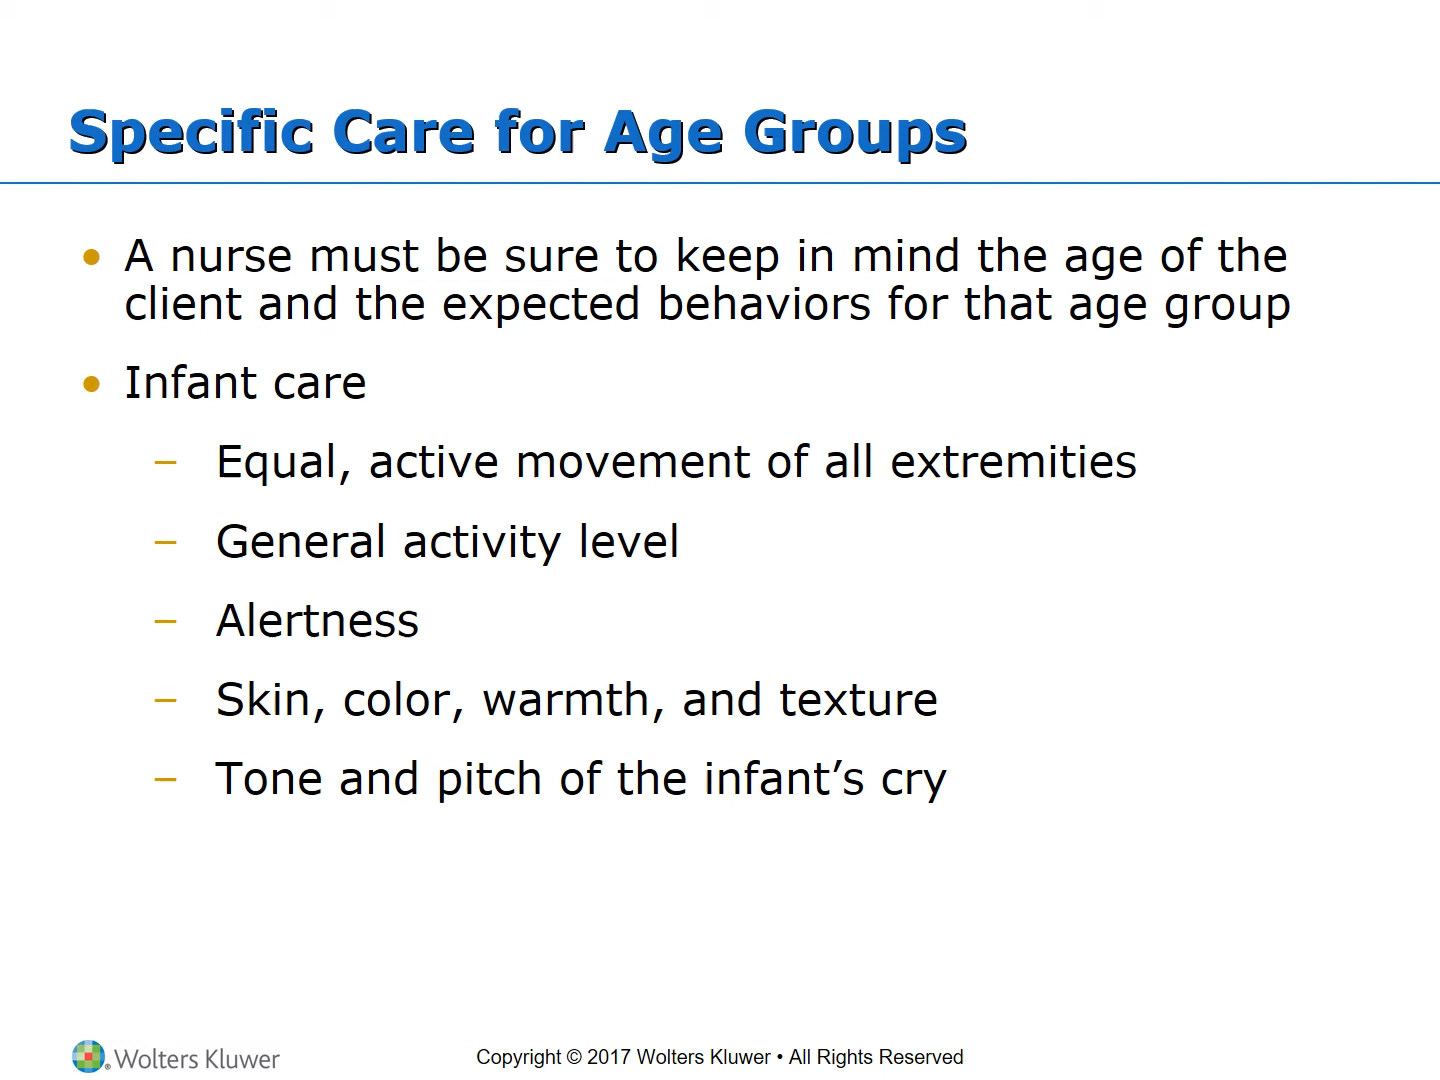 Specific Care for Age Groups
• A nurse must be sure to keep in mind the age of the
client and the expected behaviors for that age group
• Infant care
– Equal, active movement of all extremities
– General activity level
– Alertness
– Skin, color, warmth, and texture
– Tone and pitch of the infant’s cry
® Wolters Kluwer
Copyright © 2017 Wolters Kluwer • All Rights Reserved